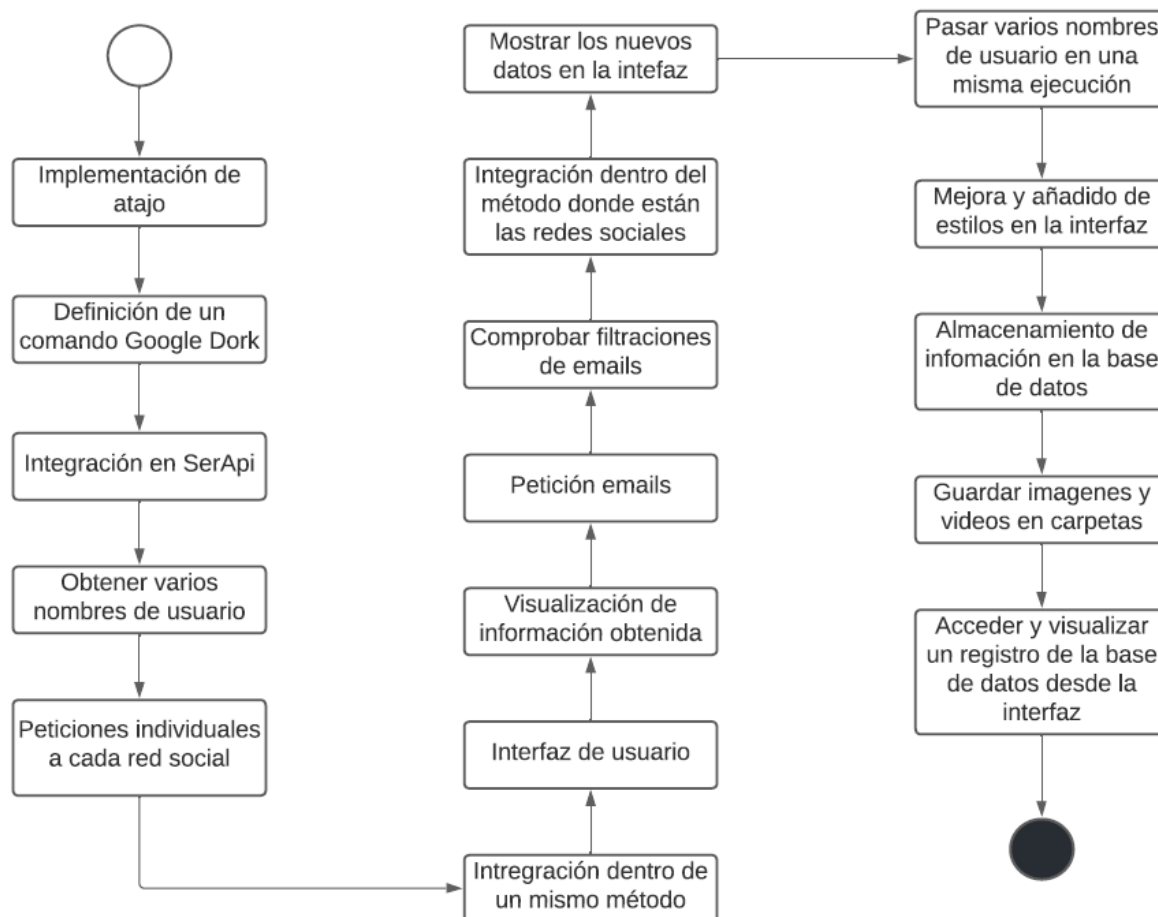 Implementación de
atajo
Definición de un
comando Google Dork
Integración en SerApi
Obtener varios
nombres de usuario
Peticiones individuales
a cada red social
Intregración dentro de
un mismo método
Interfaz de usuario
Visualización de
información obtenida
Petición emails
Comprobar filtraciones
de emails
Integración dentro del
método donde están
las redes sociales
Mostrar los nuevos
datos en la intefaz
Pasar varios nombres
de usuario en una
misma ejecución
Mejora y añadido de
estilos en la interfaz
Almacenamiento de
infomación en la base
de datos
Guardar imagenes y
videos en carpetas
Acceder y visualizar
un registro de la base
de datos desde la
interfaz